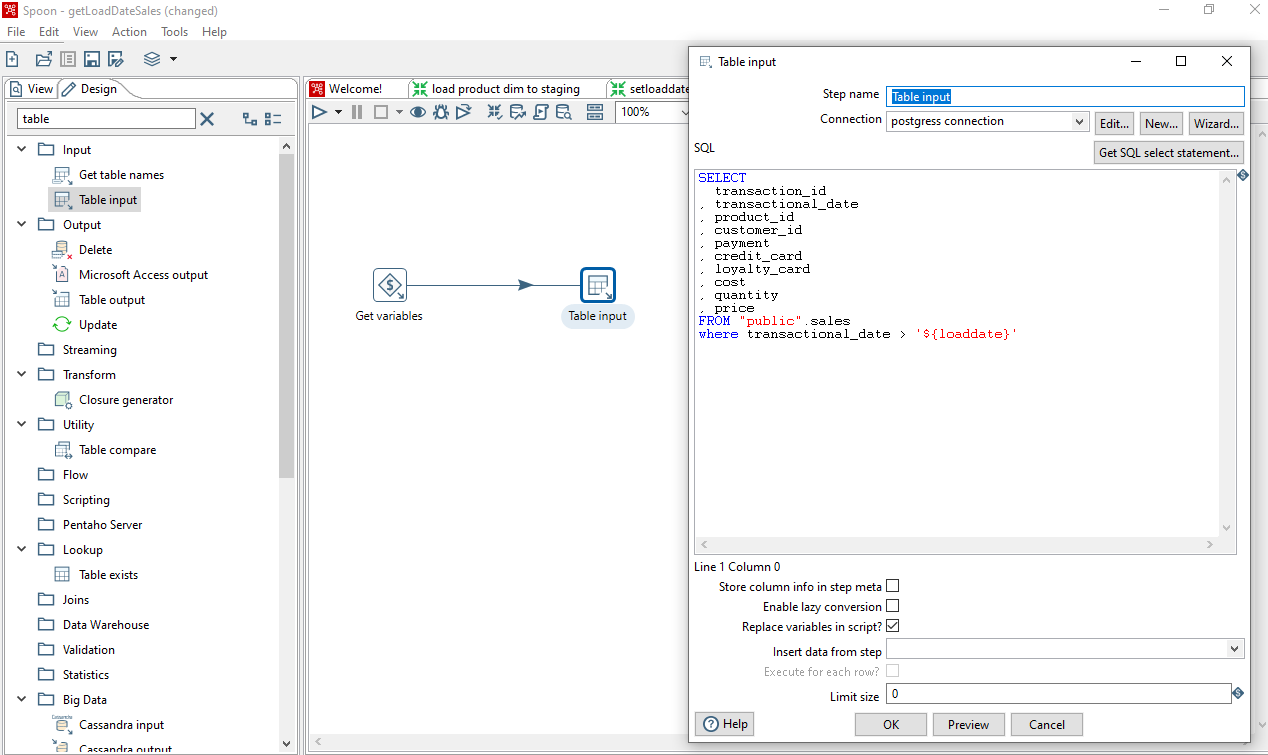 Spoon - getLoadDateSales (changed)
File Edit View Action Tools Help
View Design
table
Input
Get table names
Table input
Output
Delete
Microsoft Access output
Table output
Update
Streaming
Transform
Closure generator
Utility
Table compare
Flow
Scripting
Pentaho Server
Lookup
Table exists
Joins
Data Warehouse
Validation
Statistics
Big Data
Cassandra input
Cassandra output
Welcome! load product dim to staging setloaddate
100%
Get variables
Table input
Table input
Step name Table input
Connection postgress connection Edit... New... Wizard...
SQL Get SQL select statement...
SELECT
transaction_id
, transactional_date
, product_id
, customer_id
, payment
, credit_card
, loyalty_card
, cost
, quantity
, price
FROM "public".sales
where transactional_date > '${loaddate}'
Line 1 Column 0
Store column info in step meta
Enable lazy conversion
Replace variables in script?
Insert data from step
Execute for each row?
Limit size 0
Help OK Preview Cancel